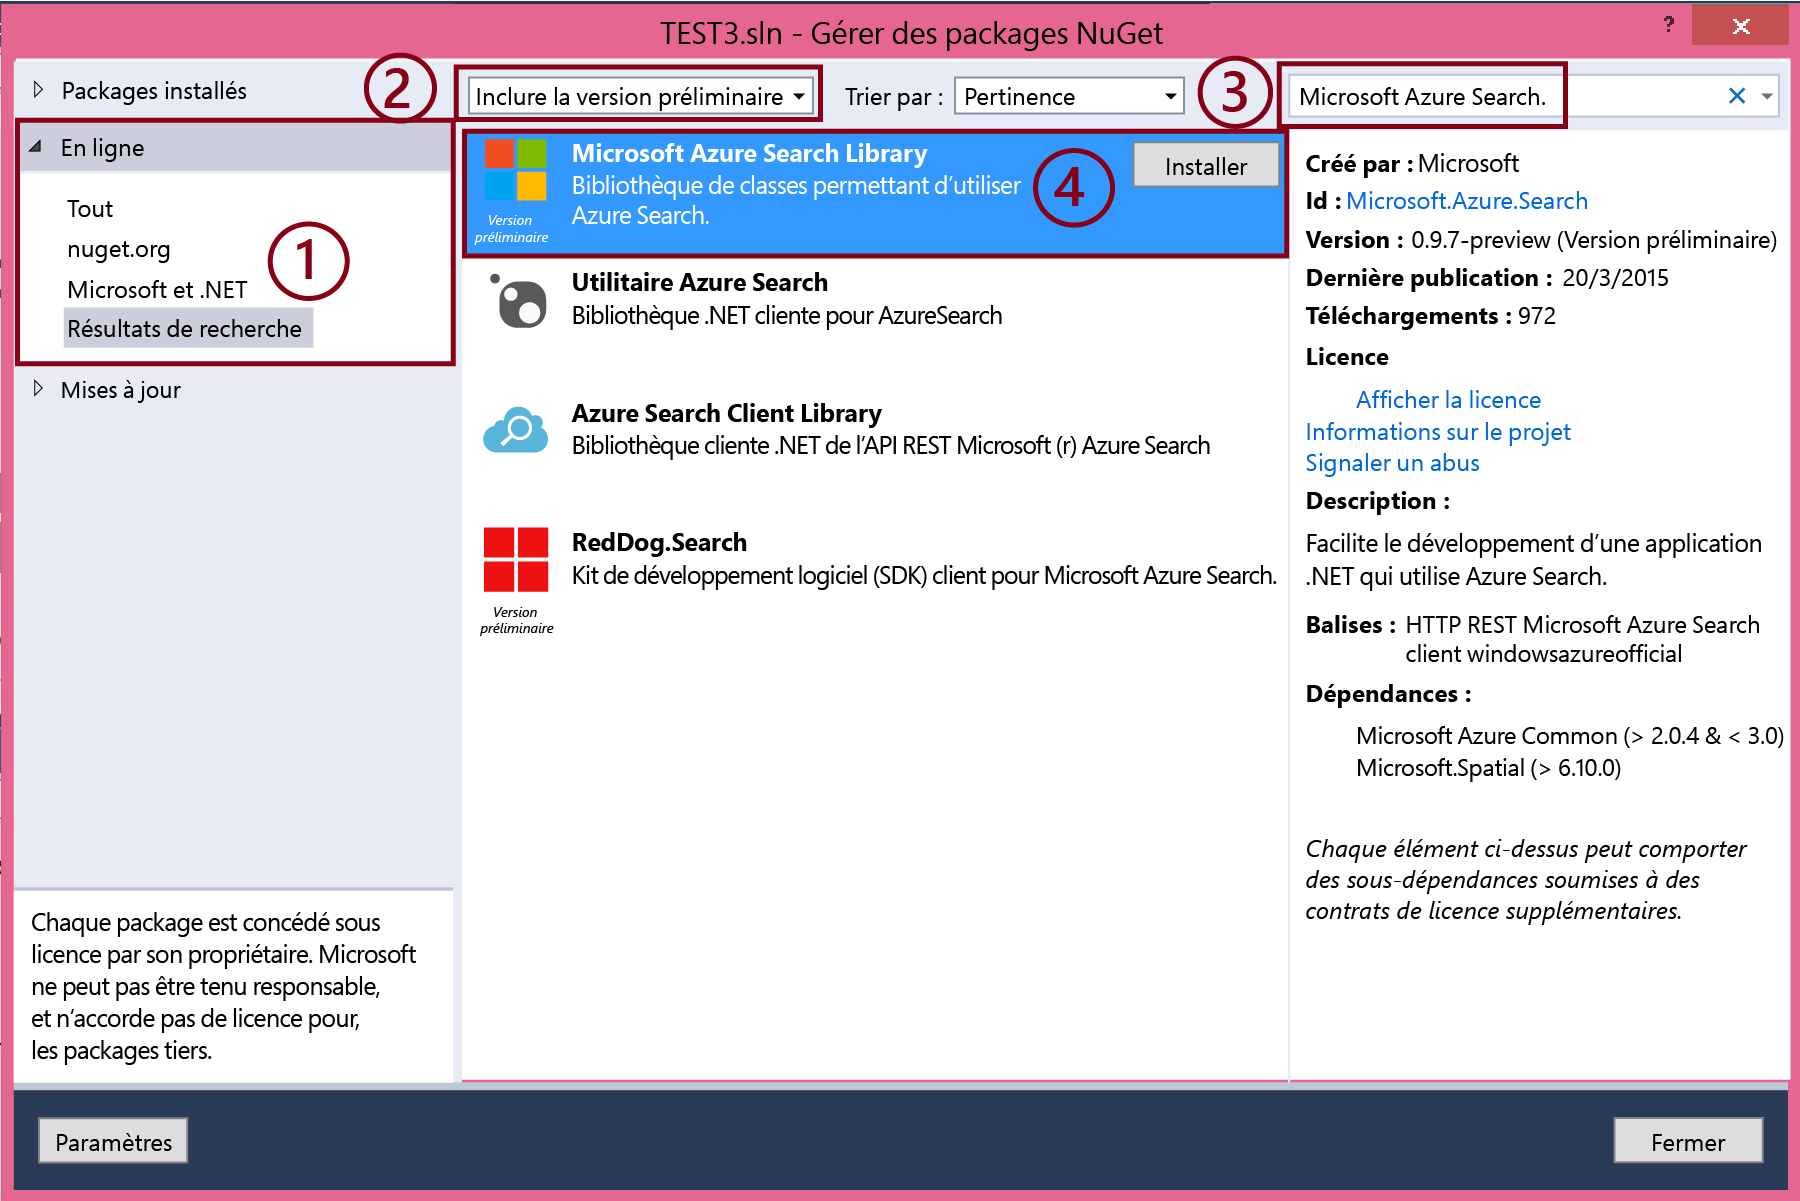 TEST3.sln - Gérer des packages NuGet
?
Packages installés
2
Inclure la version préliminaire
Trier par :
Pertinence
3
Microsoft Azure Search.
En ligne
Tout
nuget.org
Microsoft et .NET
Résultats de recherche
1
Mises à jour
Microsoft Azure Search Library
Bibliothèque de classes permettant d’utiliser
Azure Search.
Version
préliminaire
4
Installer
Utilitaire Azure Search
Bibliothèque .NET cliente pour AzureSearch
Azure Search Client Library
Bibliothèque cliente .NET de l’API REST Microsoft (r) Azure Search
RedDog.Search
Kit de développement logiciel (SDK) client pour Microsoft Azure Search.
Version
préliminaire
Créé par : Microsoft
Id : Microsoft.Azure.Search
Version : 0.9.7-preview (Version préliminaire)
Dernière publication : 20/3/2015
Téléchargements : 972
Licence
Afficher la licence
Informations sur le projet
Signaler un abus
Description :
Facilite le développement d’une application
.NET qui utilise Azure Search.
Balises : HTTP REST Microsoft Azure Search
client windowsazureofficial
Dépendances :
Microsoft Azure Common (> 2.0.4 & < 3.0)
Microsoft.Spatial (> 6.10.0)
Chaque élément ci-dessus peut comporter
des sous-dépendances soumises à des
contrats de licence supplémentaires.
Chaque package est concédé sous
licence par son propriétaire. Microsoft
ne peut pas être tenu responsable,
et n’accorde pas de licence pour,
les packages tiers.
Paramètres
Fermer